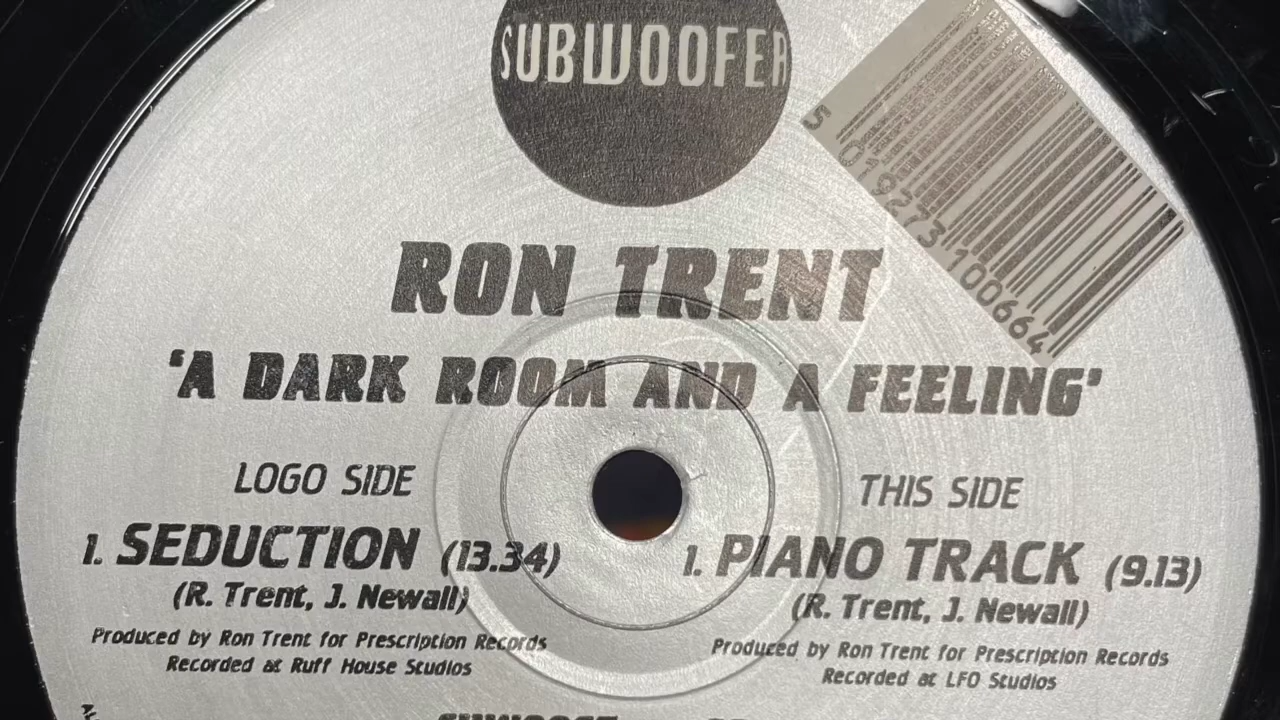 SUBWOOFER
5 019273 100664
RON TRENT
'A DARK ROOM AND A FEELING'
LOGO SIDE
1. SEDUCTION (13.34)
(R. Trent, J. Newall)
Produced by Ron Trent for Prescription Records
Recorded at Ruff House Studios
THIS SIDE
1. PIANO TRACK (9.13)
(R. Trent, J. Newall)
Produced by Ron Trent for Prescription Records
Recorded at LFO Studios